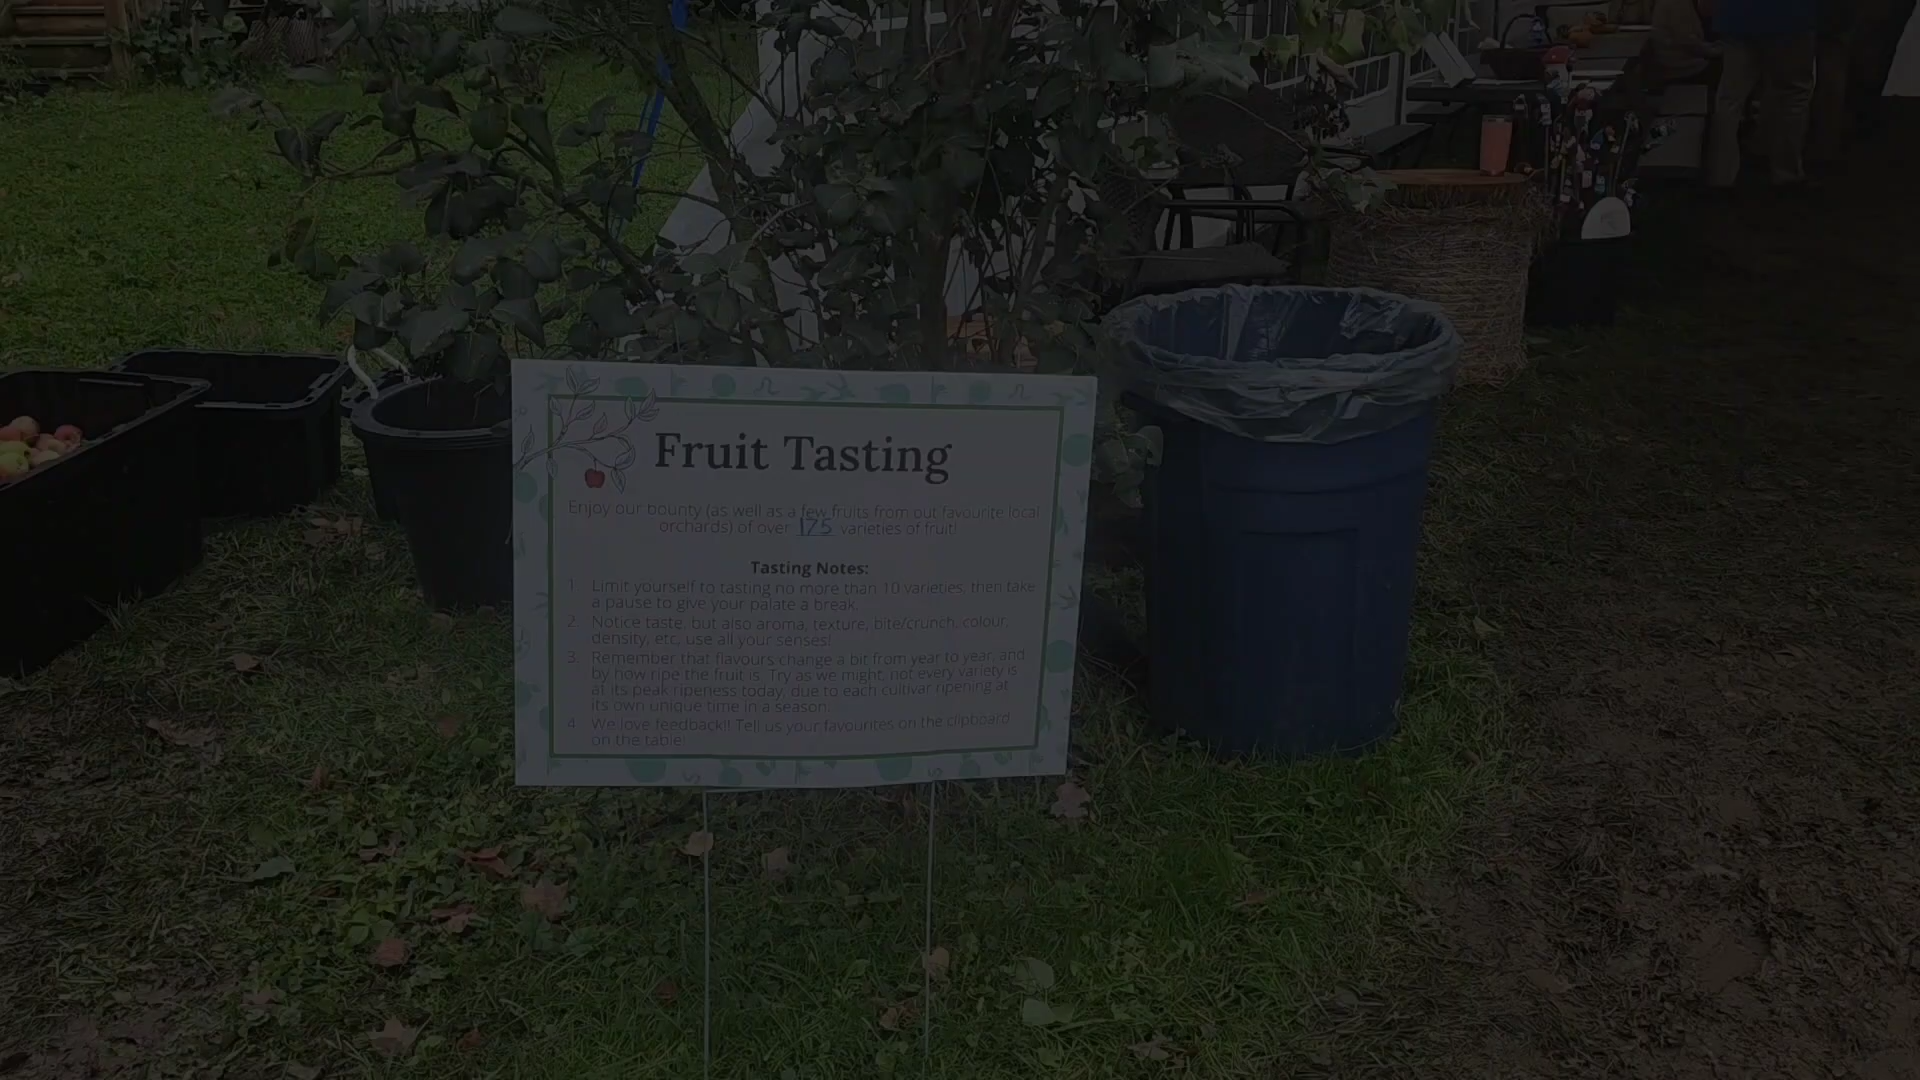 Fruit Tasting
Enjoy our bounty (as well as a few fruits from out favourite local
orchards) of over 175 varieties of fruit!
Tasting Notes:
1. Limit yourself to tasting no more than 10 varieties, then take
a pause to give your palate a break.
2. Notice taste, but also aroma, texture, bite/crunch, colour,
density, etc. use all your senses!
3. Remember that flavours change a bit from year to year, and
by how ripe the fruit is. Try as we might, not every variety is
at its peak ripeness today, due to each cultivar ripening at
its own unique time in a season.
4. We love feedback!! Tell us your favourites on the clipboard
on the table!